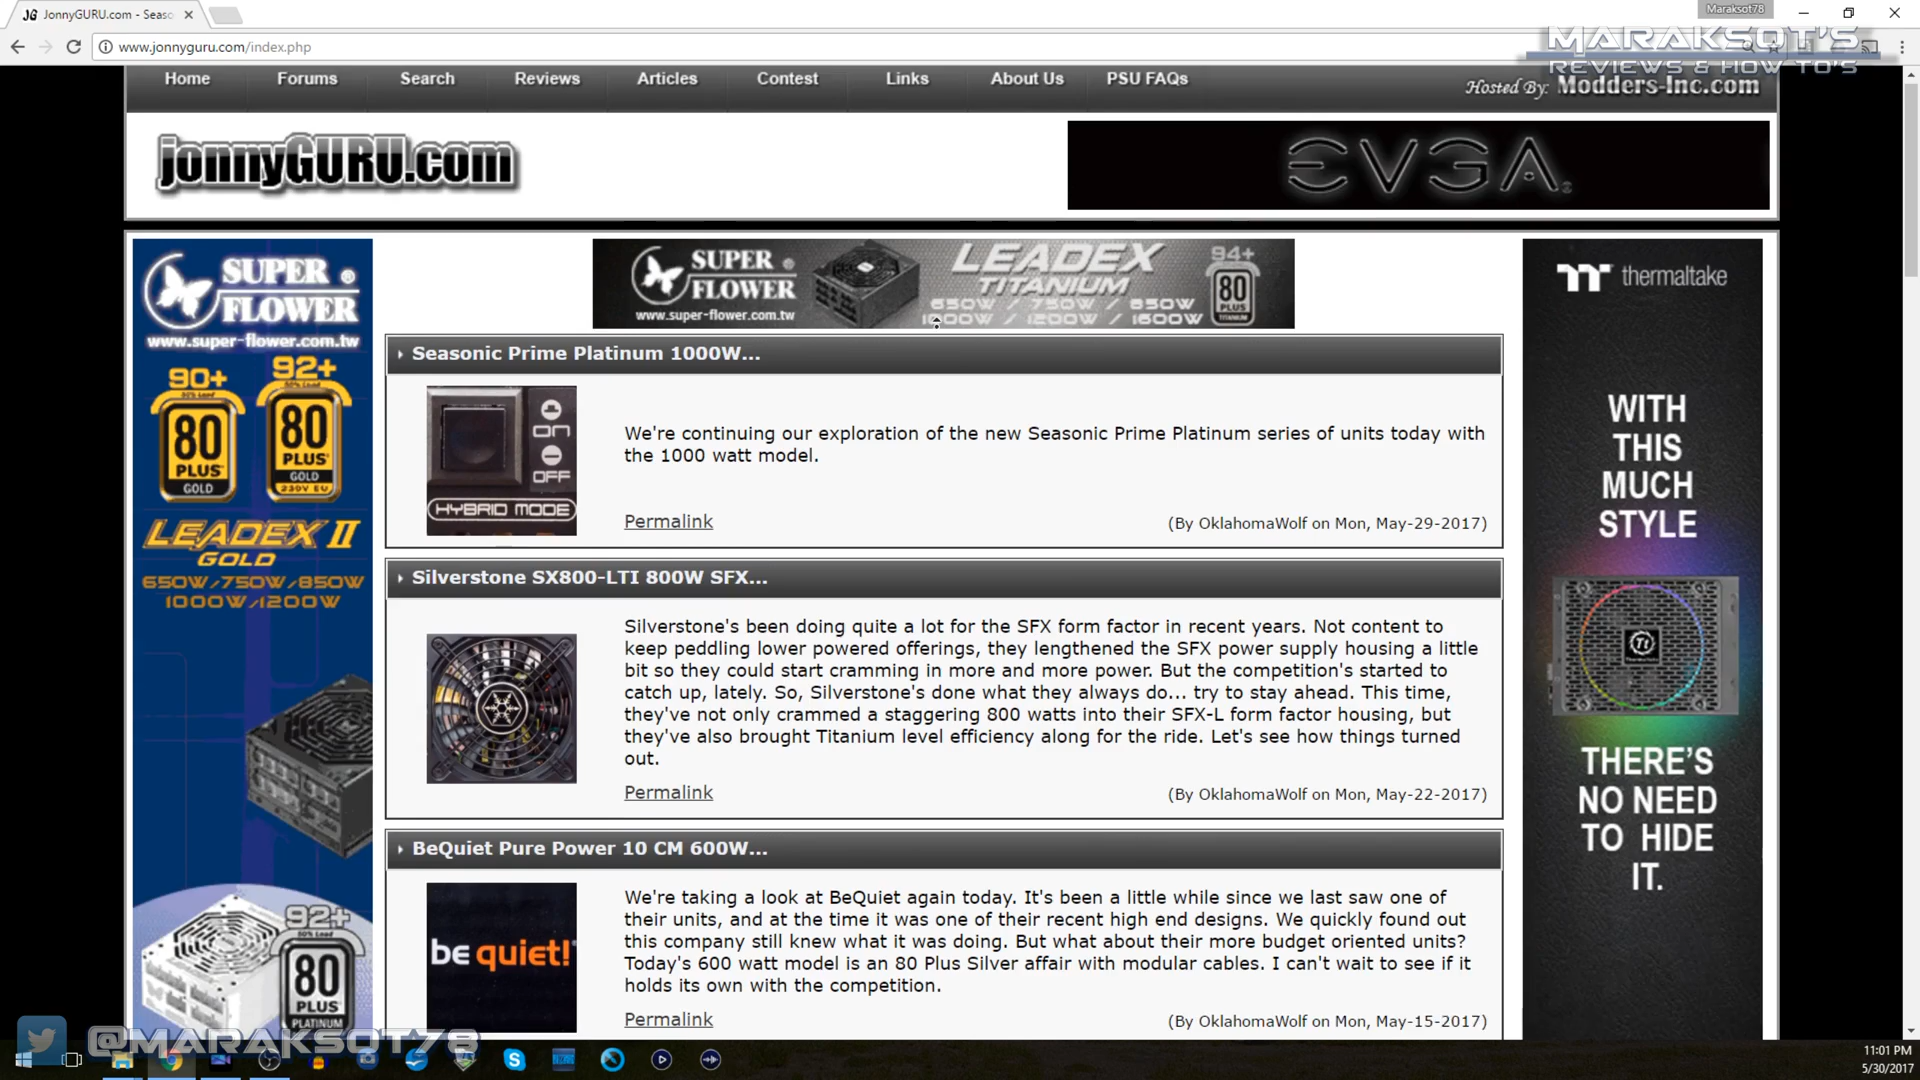 JG JonnyGURU.com - Seaso
Maraksot78
www.jonnyguru.com/index.php
MARAKSOT'S
REVIEWS & HOW TO'S
Home Forums Search Reviews Articles Contest Links About Us PSU FAQs
Hosted By: Modders-Inc.com
jonnyGURU.com
EVGA
SUPER FLOWER
www.super-flower.com.tw
LEADEX
TITANIUM
650W / 750W / 850W
1000W / 1200W / 1600W
94+
80
PLUS
TITANIUM
SUPER
FLOWER
www.super-flower.com.tw
90+ 92+
80
PLUS
GOLD
80
PLUS
GOLD
230V EU
LEADEX II
GOLD
650W/750W/850W
1000W/1200W
92+
80
PLUS
PLATINUM
Seasonic Prime Platinum 1000W...
ON
OFF
HYBRID MODE
We're continuing our exploration of the new Seasonic Prime Platinum series of units today with
the 1000 watt model.
Permalink
(By OklahomaWolf on Mon, May-29-2017)
Silverstone SX800-LTI 800W SFX...
Silverstone's been doing quite a lot for the SFX form factor in recent years. Not content to
keep peddling lower powered offerings, they lengthened the SFX power supply housing a little
bit so they could start cramming in more and more power. But the competition's started to
catch up, lately. So, Silverstone's done what they always do... try to stay ahead. This time,
they've not only crammed a staggering 800 watts into their SFX-L form factor housing, but
they've also brought Titanium level efficiency along for the ride. Let's see how things turned
out.
Permalink
(By OklahomaWolf on Mon, May-22-2017)
BeQuiet Pure Power 10 CM 600W...
be quiet!
We're taking a look at BeQuiet again today. It's been a little while since we last saw one of
their units, and at the time it was one of their recent high end designs. We quickly found out
this company still knew what it was doing. But what about their more budget oriented units?
Today's 600 watt model is an 80 Plus Silver affair with modular cables. I can't wait to see if it
holds its own with the competition.
Permalink
(By OklahomaWolf on Mon, May-15-2017)
thermaltake
WITH
THIS
MUCH
STYLE
THERE'S
NO NEED
TO HIDE
IT.
@MARAKSOT78
11:01 PM
5/30/2017